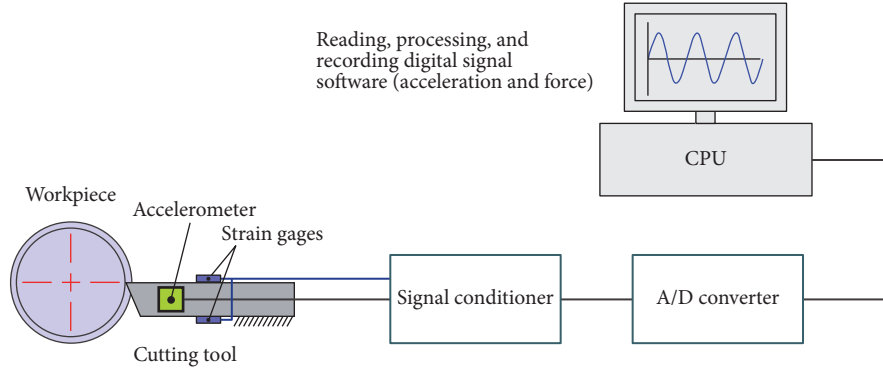 Reading, processing, and
recording digital signal
software (acceleration and force)
CPU
Workpiece
Accelerometer
Strain gages
Signal conditioner
A/D converter
Cutting tool